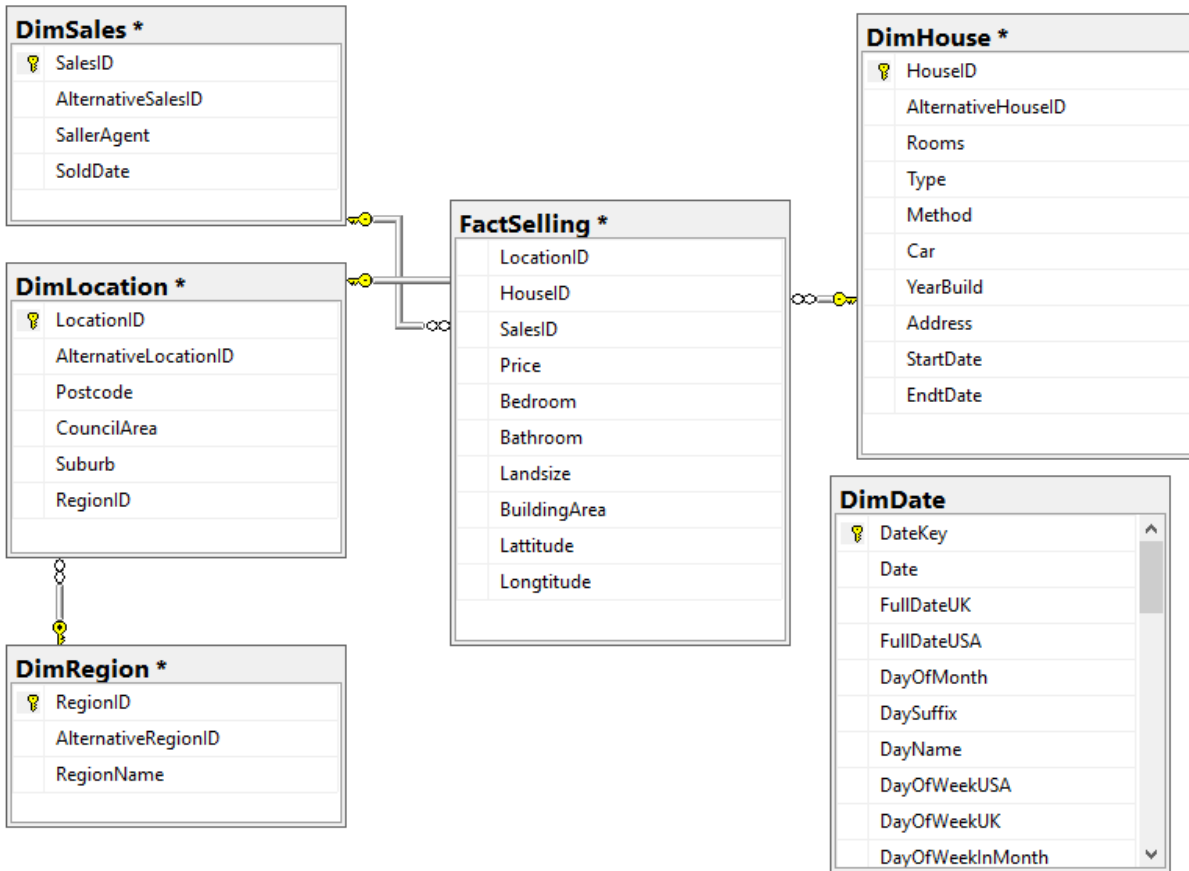 DimSales *
SalesID
AlternativeSalesID
SallerAgent
SoldDate
DimLocation *
LocationID
AlternativeLocationID
Postcode
CouncilArea
Suburb
RegionID
DimRegion *
RegionID
AlternativeRegionID
RegionName
FactSelling *
LocationID
HouseID
SalesID
Price
Bedroom
Bathroom
Landsize
BuildingArea
Lattitude
Longtitude
DimHouse *
HouseID
AlternativeHouseID
Rooms
Type
Method
Car
YearBuild
Address
StartDate
EndtDate
DimDate
DateKey
Date
FullDateUK
FullDateUSA
DayOfMonth
DaySuffix
DayName
DayOfWeekUSA
DayOfWeekUK
DayOfWeekInMonth